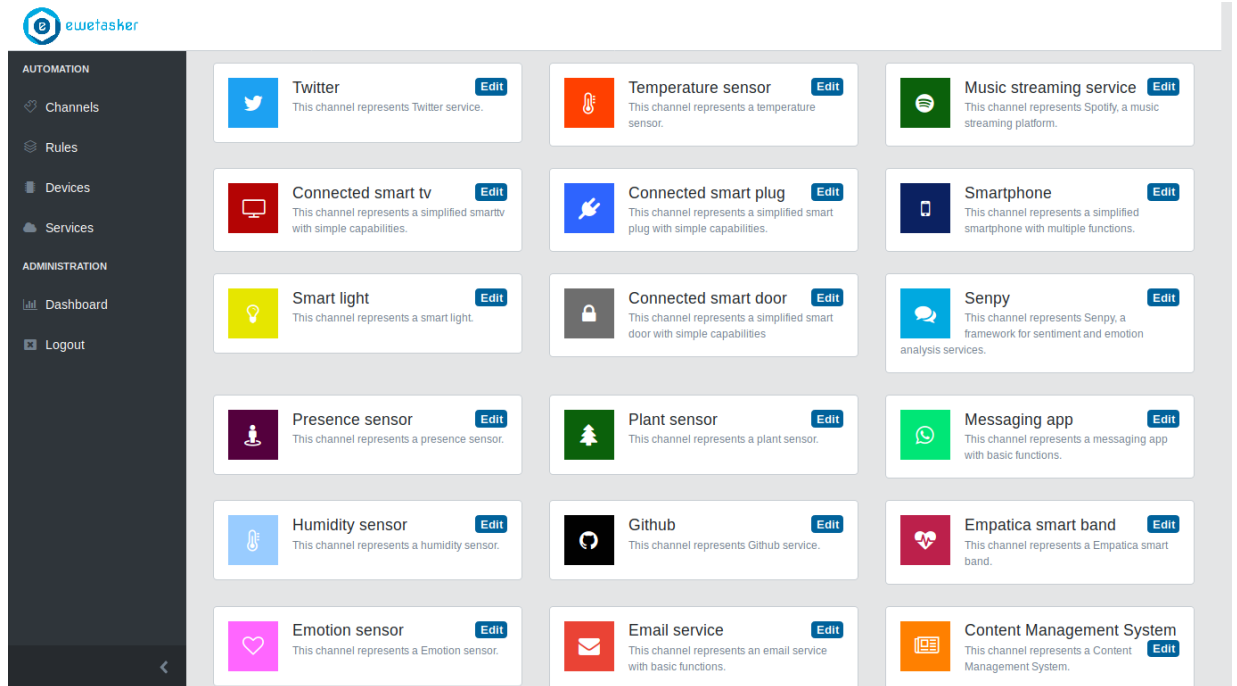 ewetasker
AUTOMATION
Channels
Rules
Devices
Services
ADMINISTRATION
Dashboard
Logout
Twitter
Edit
This channel represents Twitter service.
Temperature sensor
Edit
This channel represents a temperature
sensor.
Music streaming service
Edit
This channel represents Spotify, a music
streaming platform.
Connected smart tv
Edit
This channel represents a simplified smarttv
with simple capabilities.
Connected smart plug
Edit
This channel represents a simplified smart
plug with simple capabilities.
Smartphone
Edit
This channel represents a simplified
smartphone with multiple functions.
Smart light
Edit
This channel represents a smart light.
Connected smart door
Edit
This channel represents a simplified smart
door with simple capabilities
Senpy
Edit
This channel represents Senpy, a
framework for sentiment and emotion
analysis services.
Presence sensor
Edit
This channel represents a presence sensor.
Plant sensor
Edit
This channel represents a plant sensor.
Messaging app
Edit
This channel represents a messaging app
with basic functions.
Humidity sensor
Edit
This channel represents a humidity sensor.
Github
Edit
This channel represents Github service.
Empatica smart band
Edit
This channel represents a Empatica smart
band.
Emotion sensor
Edit
This channel represents a Emotion sensor.
Email service
Edit
This channel represents an email service
with basic functions.
Content Management System
Edit
This channel represents a Content
Management System.